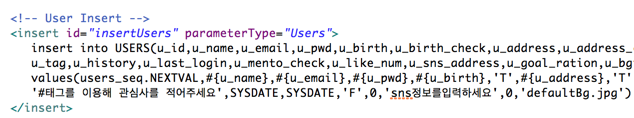 <!-- User Insert -->
<insert id="insertUsers" parameterType="Users">
insert into USERS(u_id,u_name,u_email,u_pwd,u_birth,u_birth_check,u_address,u_address_
u_tag,u_history,u_last_login,u_mento_check,u_like_num,u_sns_address,u_goal_ration,u_bg
values(users_seq.NEXTVAL,#{u_name},#{u_email},#{u_pwd},#{u_birth},'T',#{u_address},'T'
'#태그를 이용해 관심사를 적어주세요',SYSDATE,SYSDATE,'F',0,'sns정보를입력하세요',0,'defaultBg.jpg')
</insert>